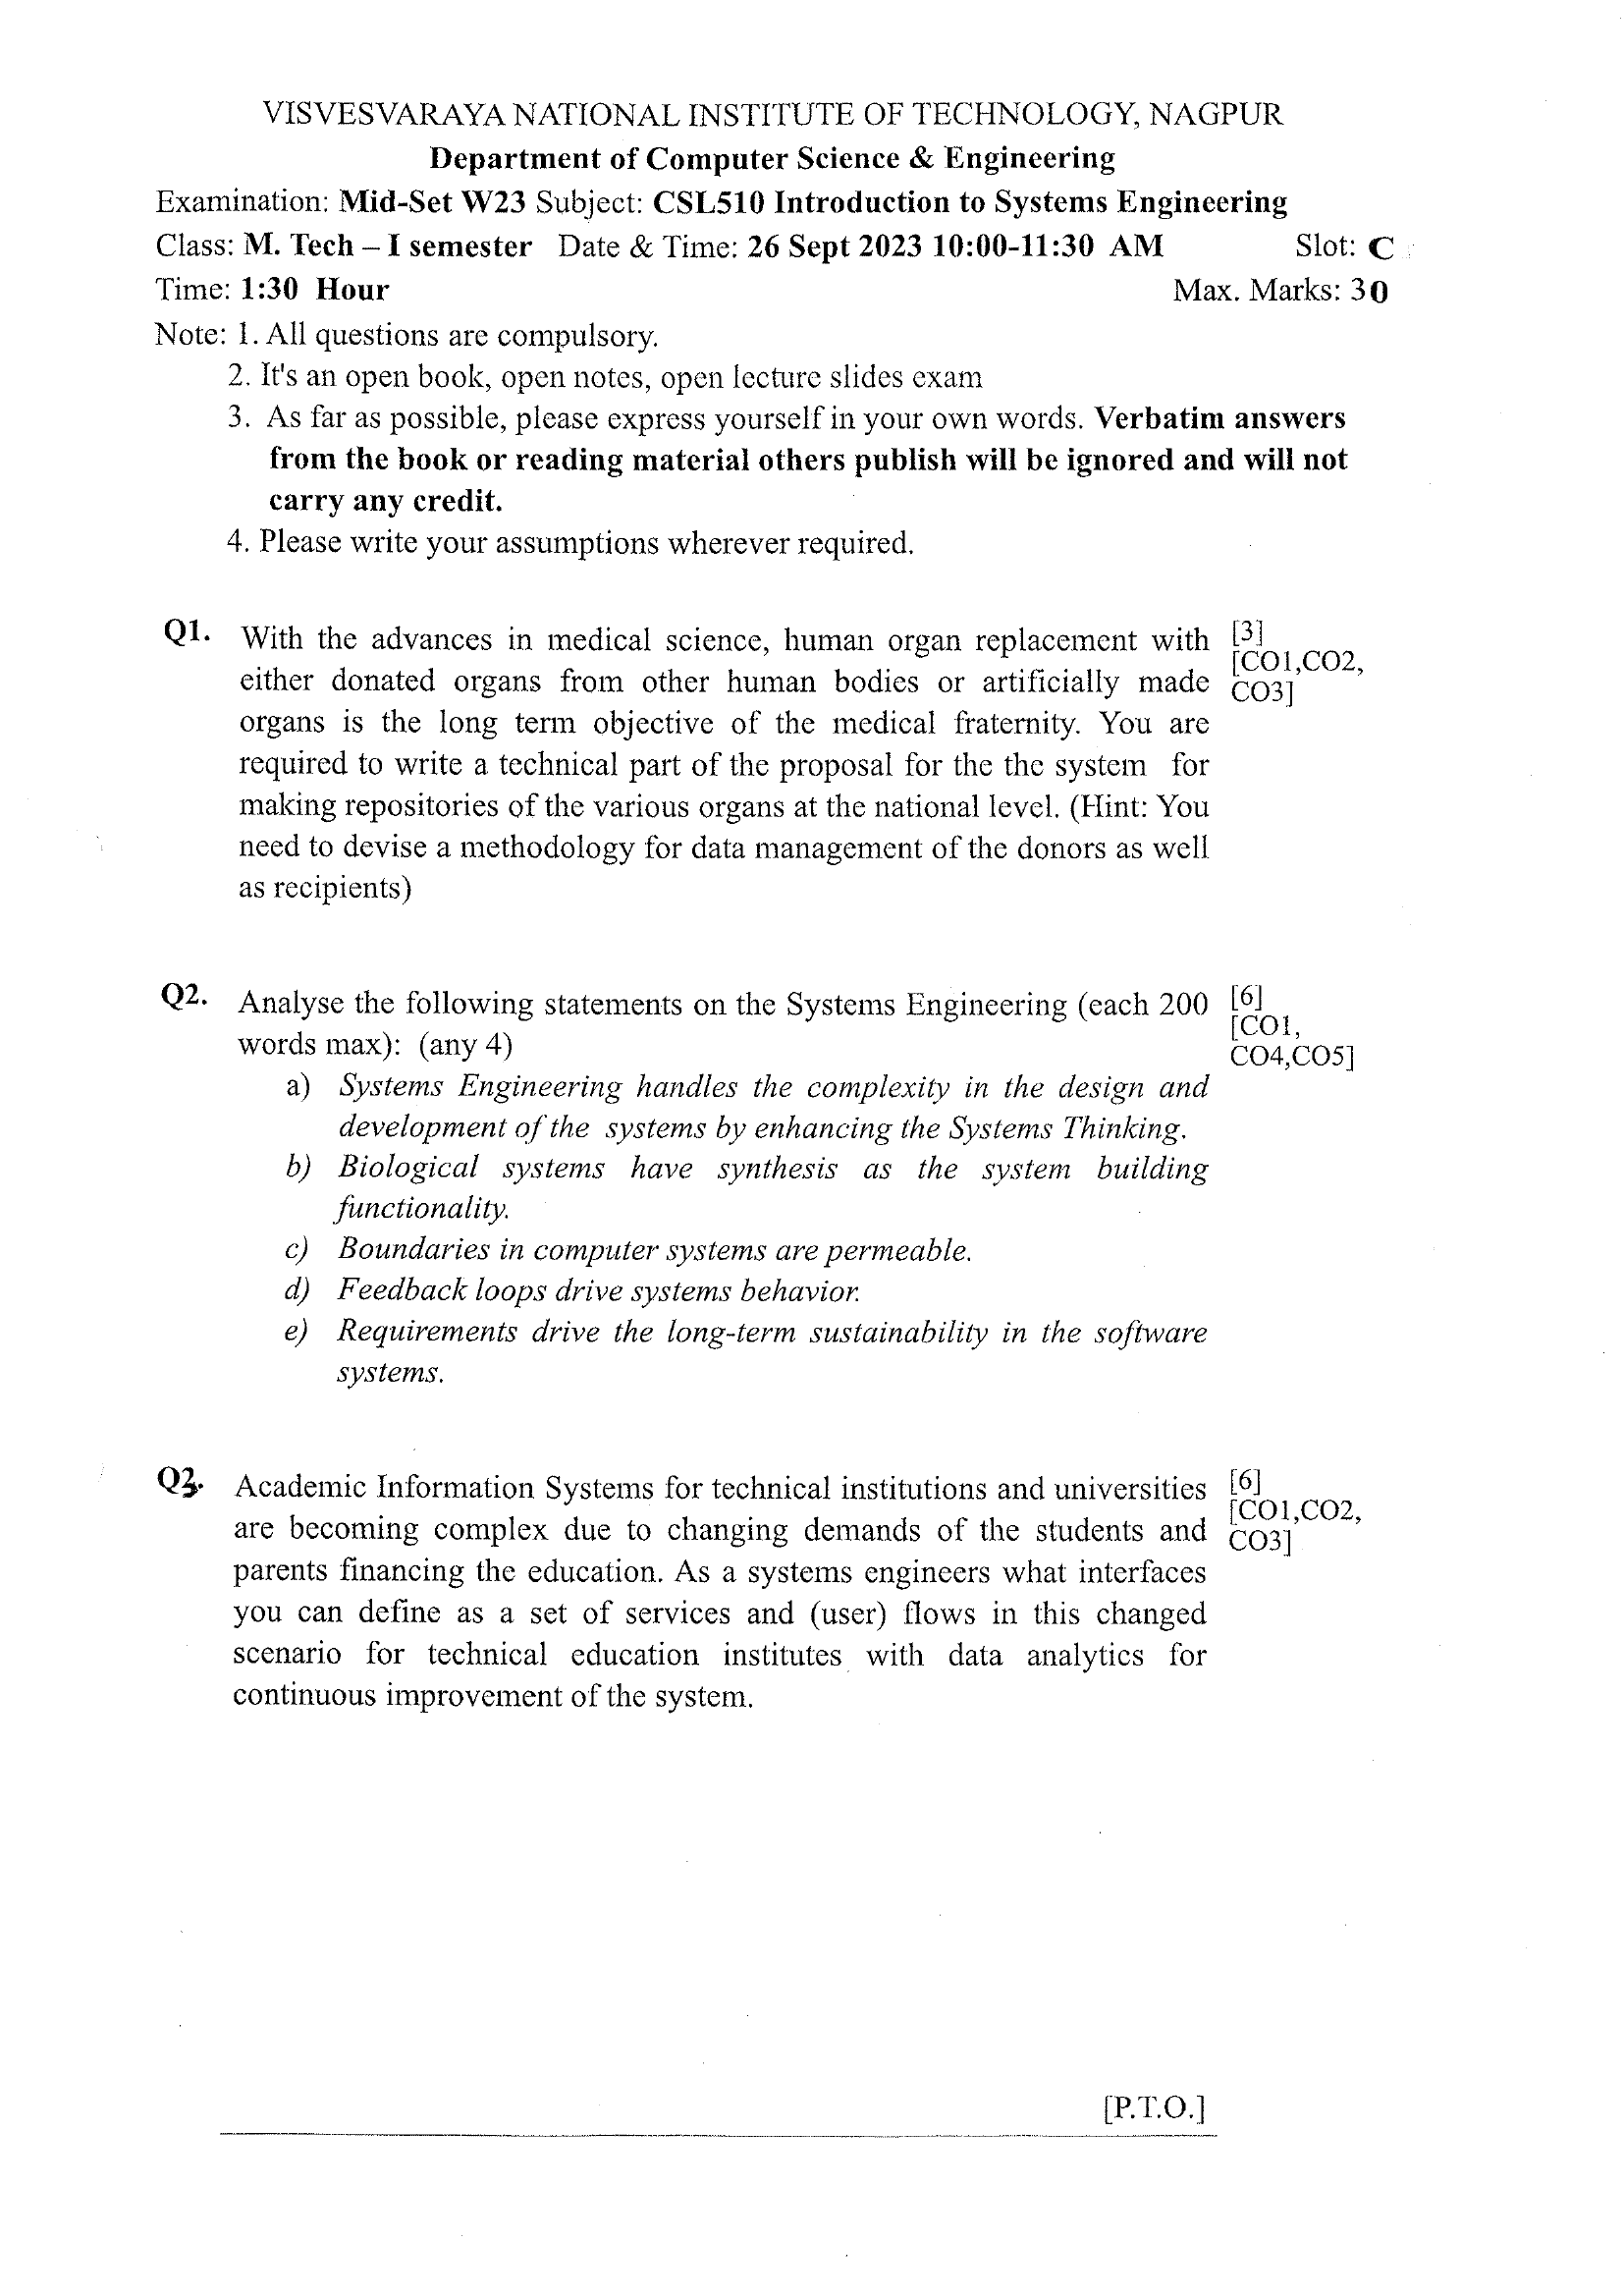 VISVESVARAYA NATIONAL INSTITUTE OF TECHNOLOGY, NAGPUR
Department of Computer Science & Engineering
Examination: Mid-Set W23 Subject: CSL510 Introduction to Systems Engineering
Class: M. Tech – I semester Date & Time: 26 Sept 2023 10:00-11:30 AM Slot: C
Time: 1:30 Hour Max. Marks: 30
Note: 1. All questions are compulsory.
2. It's an open book, open notes, open lecture slides exam
3. As far as possible, please express yourself in your own words. Verbatim answers
from the book or reading material others publish will be ignored and will not
carry any credit.
4. Please write your assumptions wherever required.
Q1. With the advances in medical science, human organ replacement with [3]
either donated organs from other human bodies or artificially made [CO1,CO2,
organs is the long term objective of the medical fraternity. You are CO3]
required to write a technical part of the proposal for the the system for
making repositories of the various organs at the national level. (Hint: You
need to devise a methodology for data management of the donors as well
as recipients)
Q2. Analyse the following statements on the Systems Engineering (each 200 [6]
words max): (any 4) [CO1,
CO4,CO5]
a) Systems Engineering handles the complexity in the design and
development of the systems by enhancing the Systems Thinking.
b) Biological systems have synthesis as the system building
functionality.
c) Boundaries in computer systems are permeable.
d) Feedback loops drive systems behavior.
e) Requirements drive the long-term sustainability in the software
systems.
Q3. Academic Information Systems for technical institutions and universities [6]
are becoming complex due to changing demands of the students and [CO1,CO2,
parents financing the education. As a systems engineers what interfaces CO3]
you can define as a set of services and (user) flows in this changed
scenario for technical education institutes with data analytics for
continuous improvement of the system.
[P.T.O.]